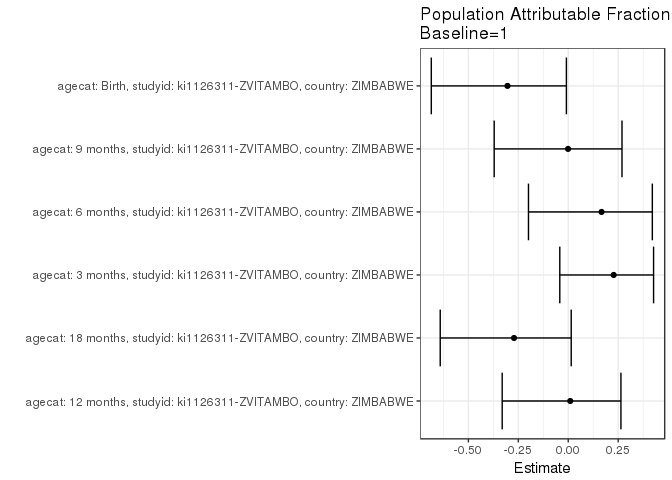 Population Attributable Fraction
Baseline=1
agecat: Birth, studyid: ki1126311-ZVITAMBO, country: ZIMBABWE
agecat: 9 months, studyid: ki1126311-ZVITAMBO, country: ZIMBABWE
agecat: 6 months, studyid: ki1126311-ZVITAMBO, country: ZIMBABWE
agecat: 3 months, studyid: ki1126311-ZVITAMBO, country: ZIMBABWE
agecat: 18 months, studyid: ki1126311-ZVITAMBO, country: ZIMBABWE
agecat: 12 months, studyid: ki1126311-ZVITAMBO, country: ZIMBABWE
-0.50 -0.25 0.00 0.25
Estimate